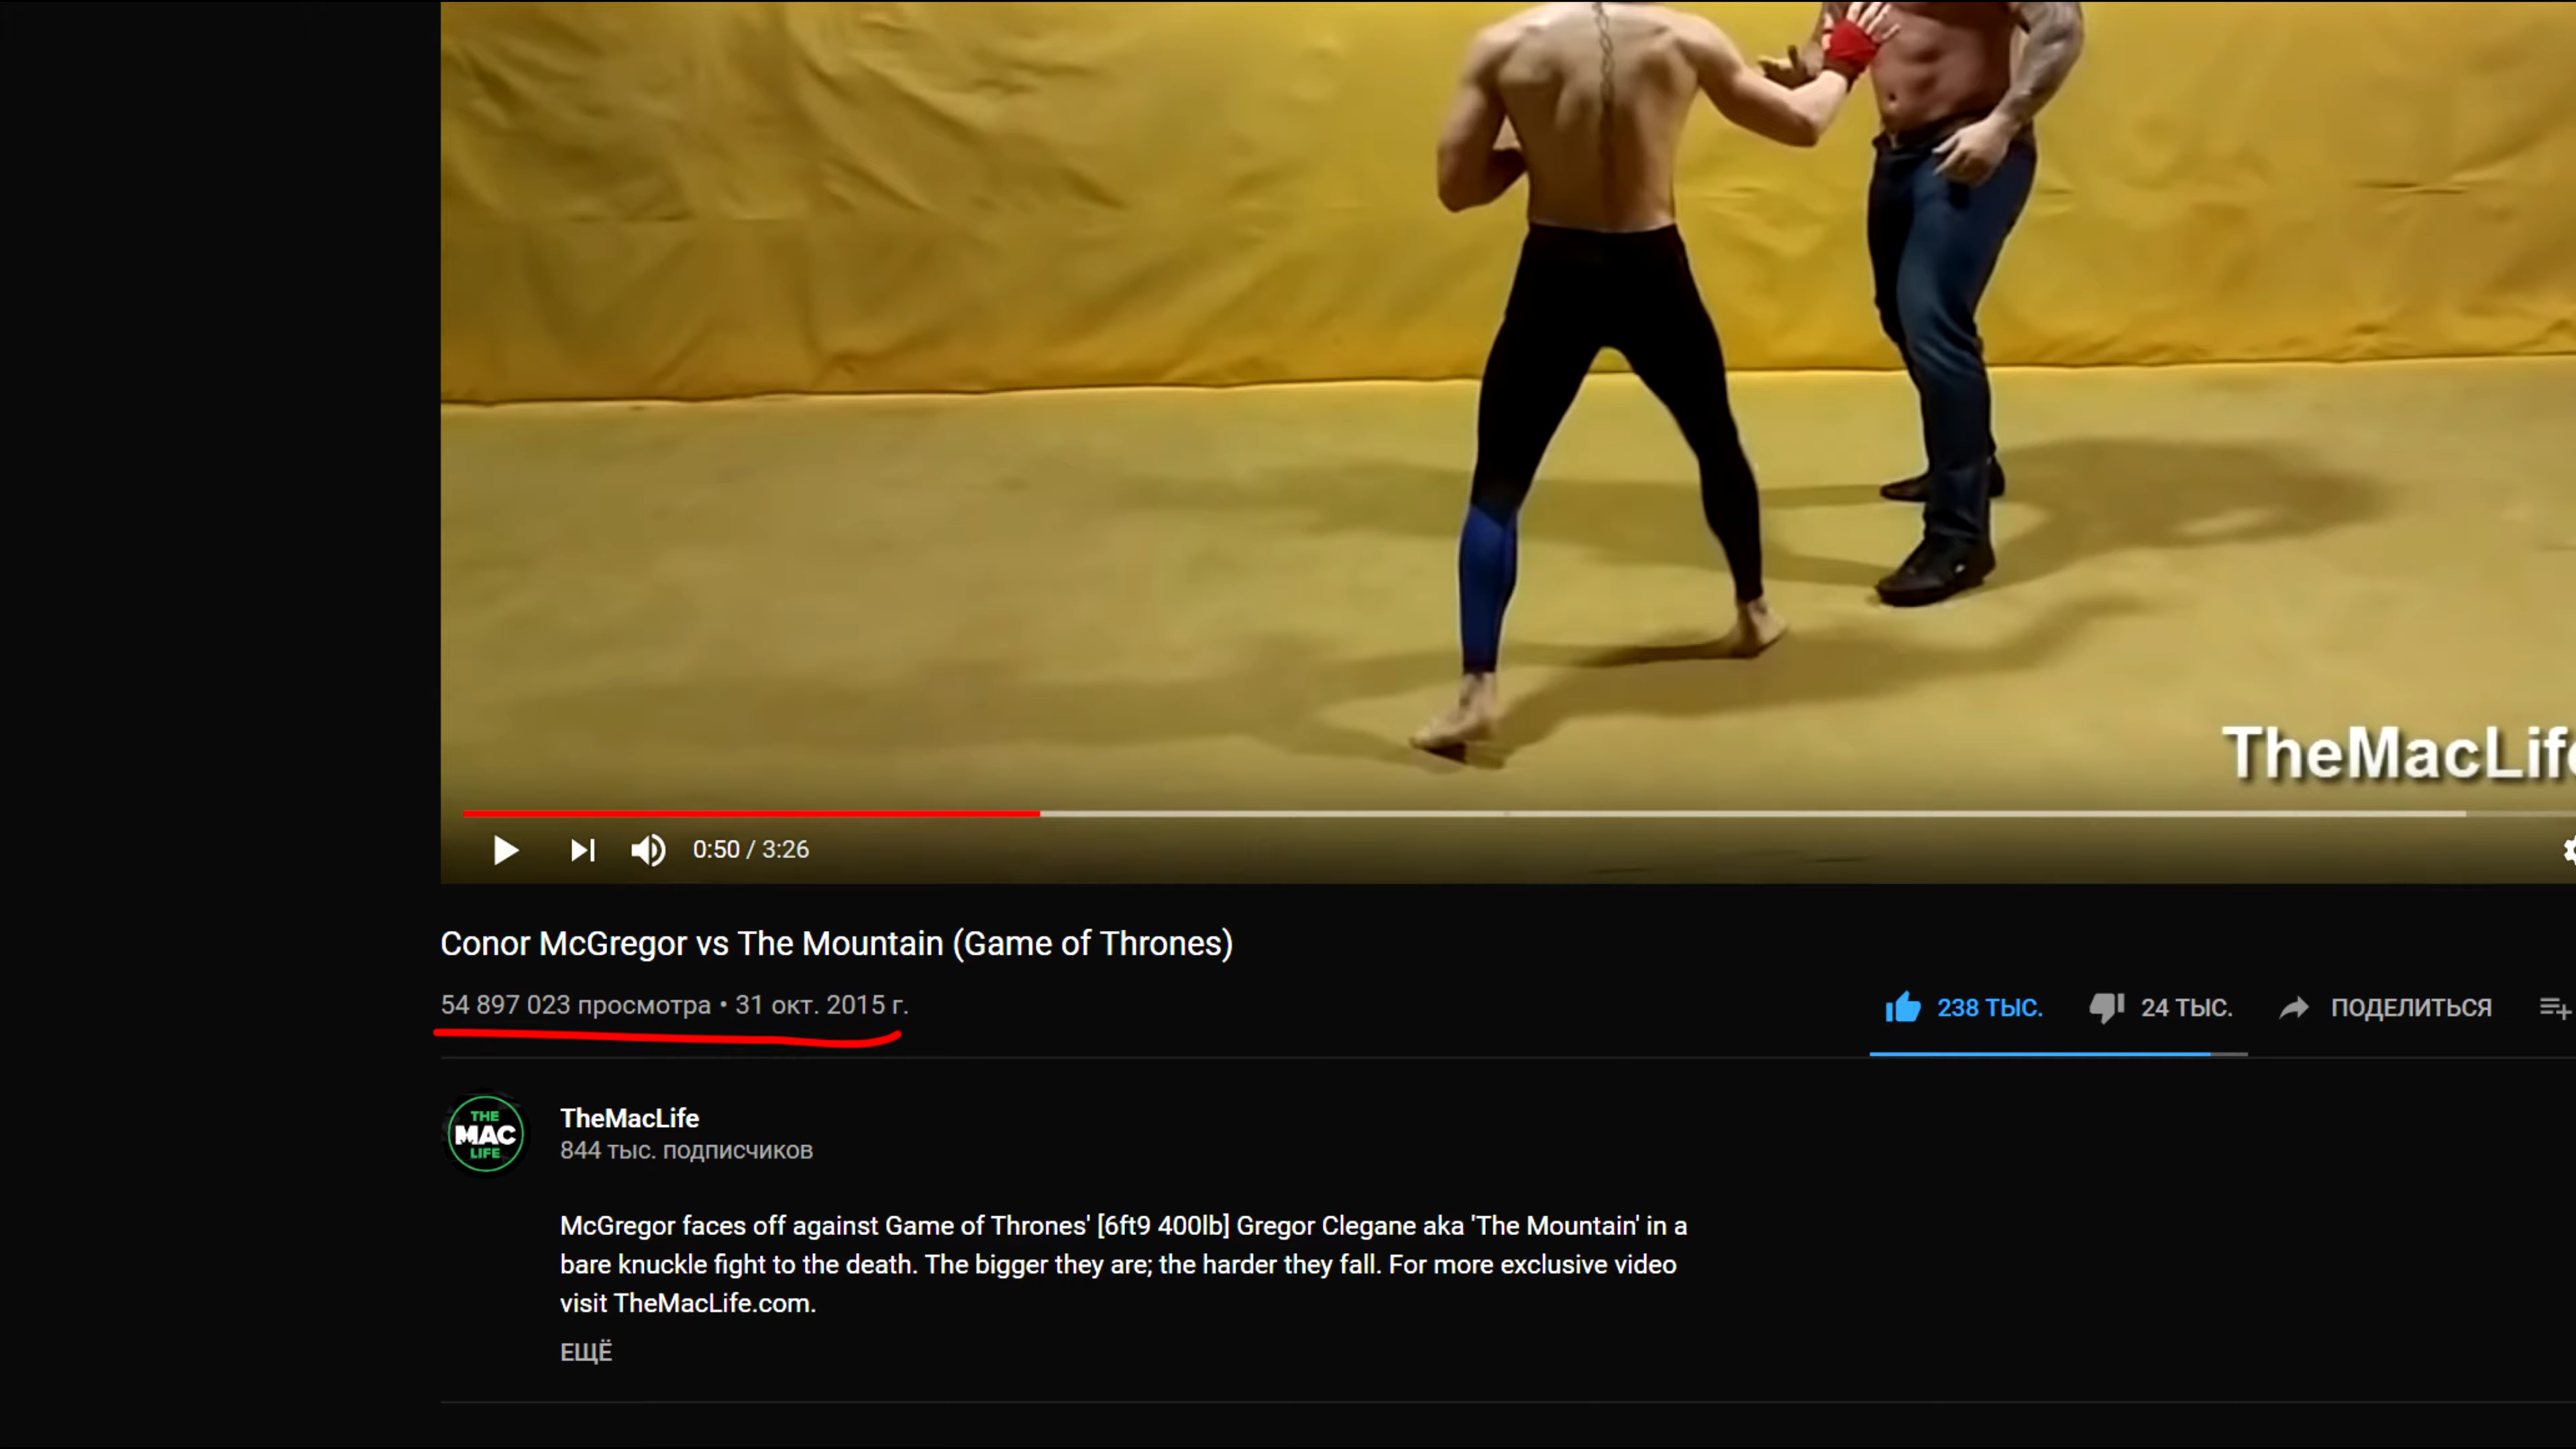 TheMacLife
0:50 / 3:26
Conor McGregor vs The Mountain (Game of Thrones)
54 897 023 просмотра • 31 окт. 2015 г.
238 ТЫС.
24 ТЫС.
ПОДЕЛИТЬСЯ
THE
MAC
LIFE
TheMacLife
844 тыс. подписчиков
McGregor faces off against Game of Thrones' [6ft9 400lb] Gregor Clegane aka 'The Mountain' in a
bare knuckle fight to the death. The bigger they are; the harder they fall. For more exclusive video
visit TheMacLife.com.
ЕЩЁ